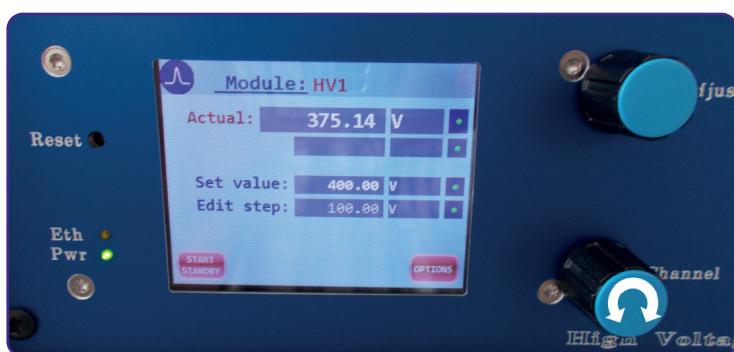 Module: HV1
Actual: 375.14 V
Reset
Set value: 400.00 V
Edit step: 100.00 V
Eth
Pwr
START
STANDBY
OPTIONS
Channel
High